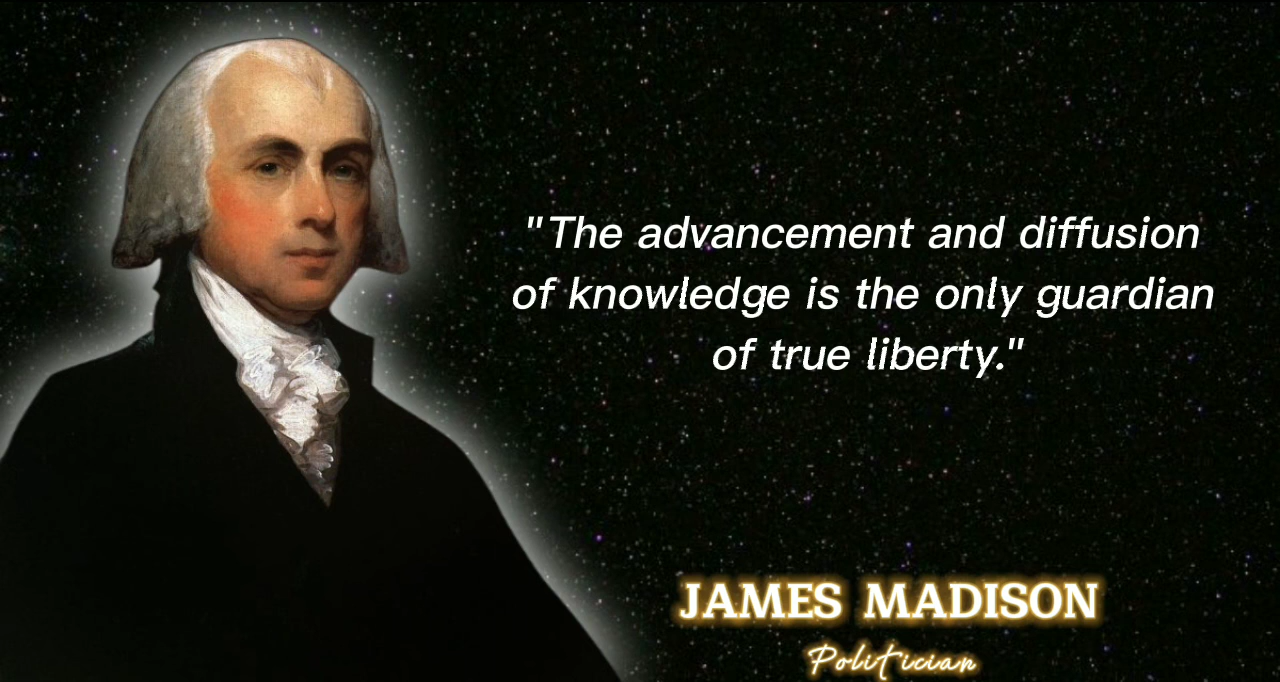 "The advancement and diffusion
of knowledge is the only guardian
of true liberty."
JAMES MADISON
Politician